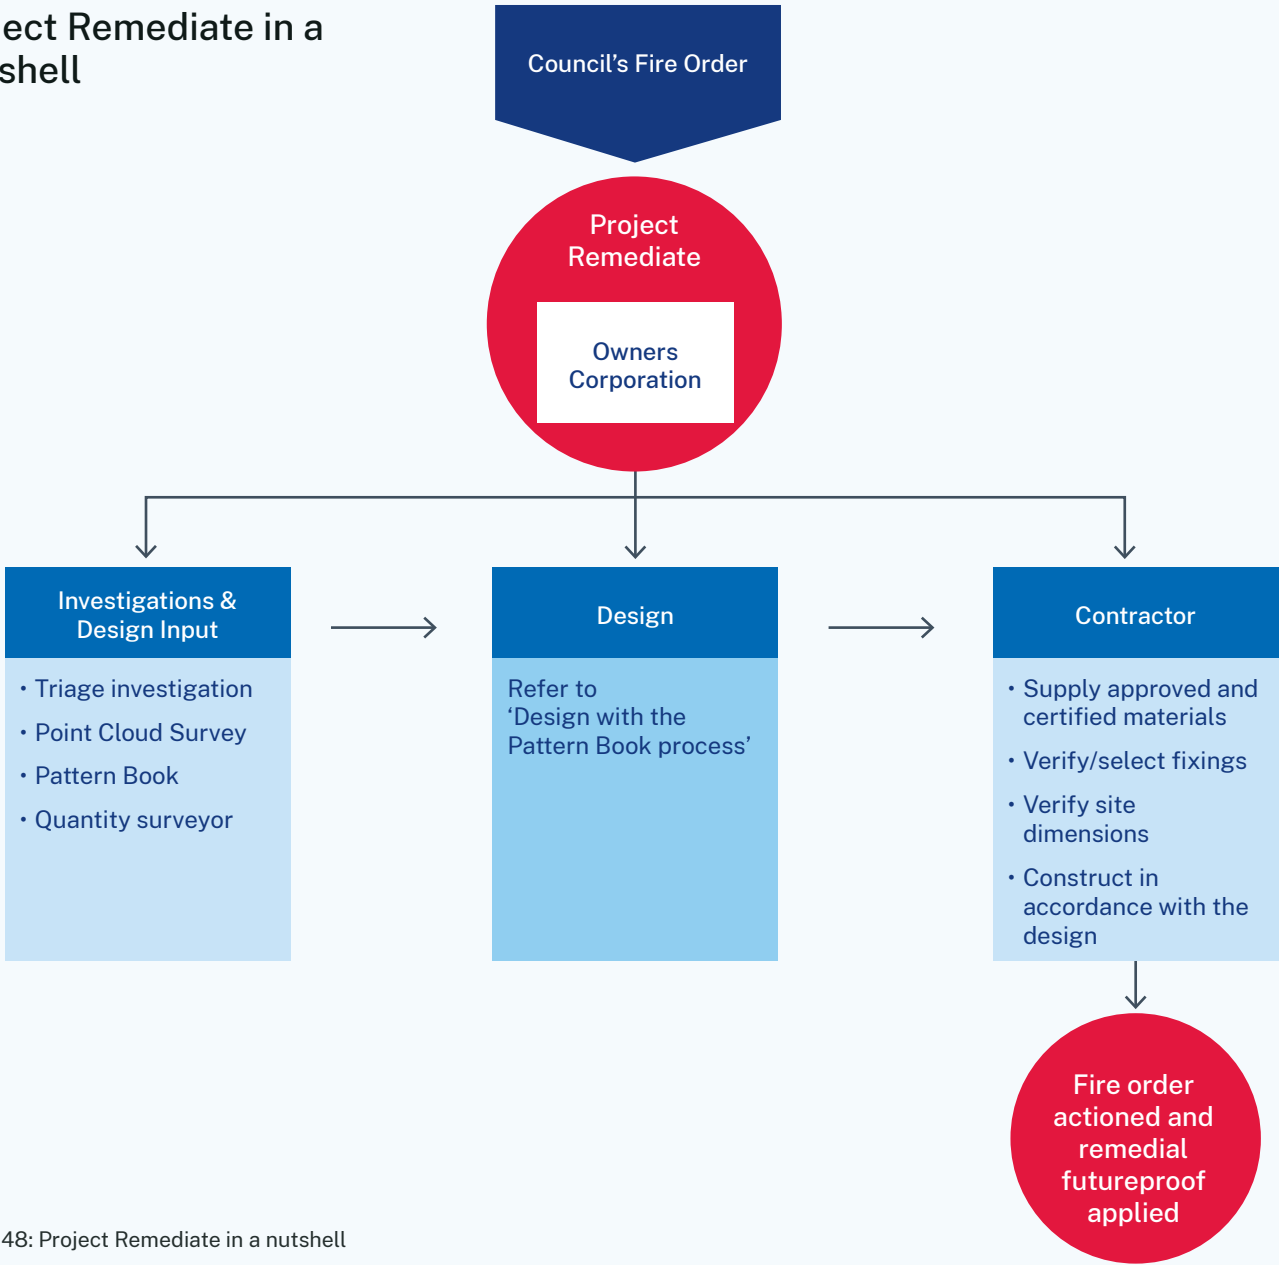 ect Remediate in a
shell
Council’s Fire Order
Project
Remediate
Owners
Corporation
Investigations &
Design Input
• Triage investigation
• Point Cloud Survey
• Pattern Book
• Quantity surveyor
Design
Refer to
‘Design with the
Pattern Book process’
Contractor
• Supply approved and
certified materials
• Verify/select fixings
• Verify site
dimensions
• Construct in
accordance with the
design
Fire order
actioned and
remedial
futureproof
applied
48: Project Remediate in a nutshell